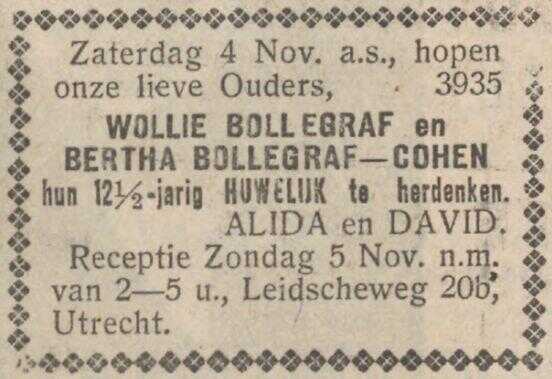 Zaterdag 4 Nov. a.s., hopen
onze lieve Ouders, 3935
WOLLIE BOLLEGRAF en
BERTHA BOLLEGRAF—COHEN
hun 12½-jarig HUWELIJK te herdenken.
ALIDA en DAVID.
Receptie Zondag 5 Nov. n.m.
van 2—5 u., Leidscheweg 20b,
Utrecht.